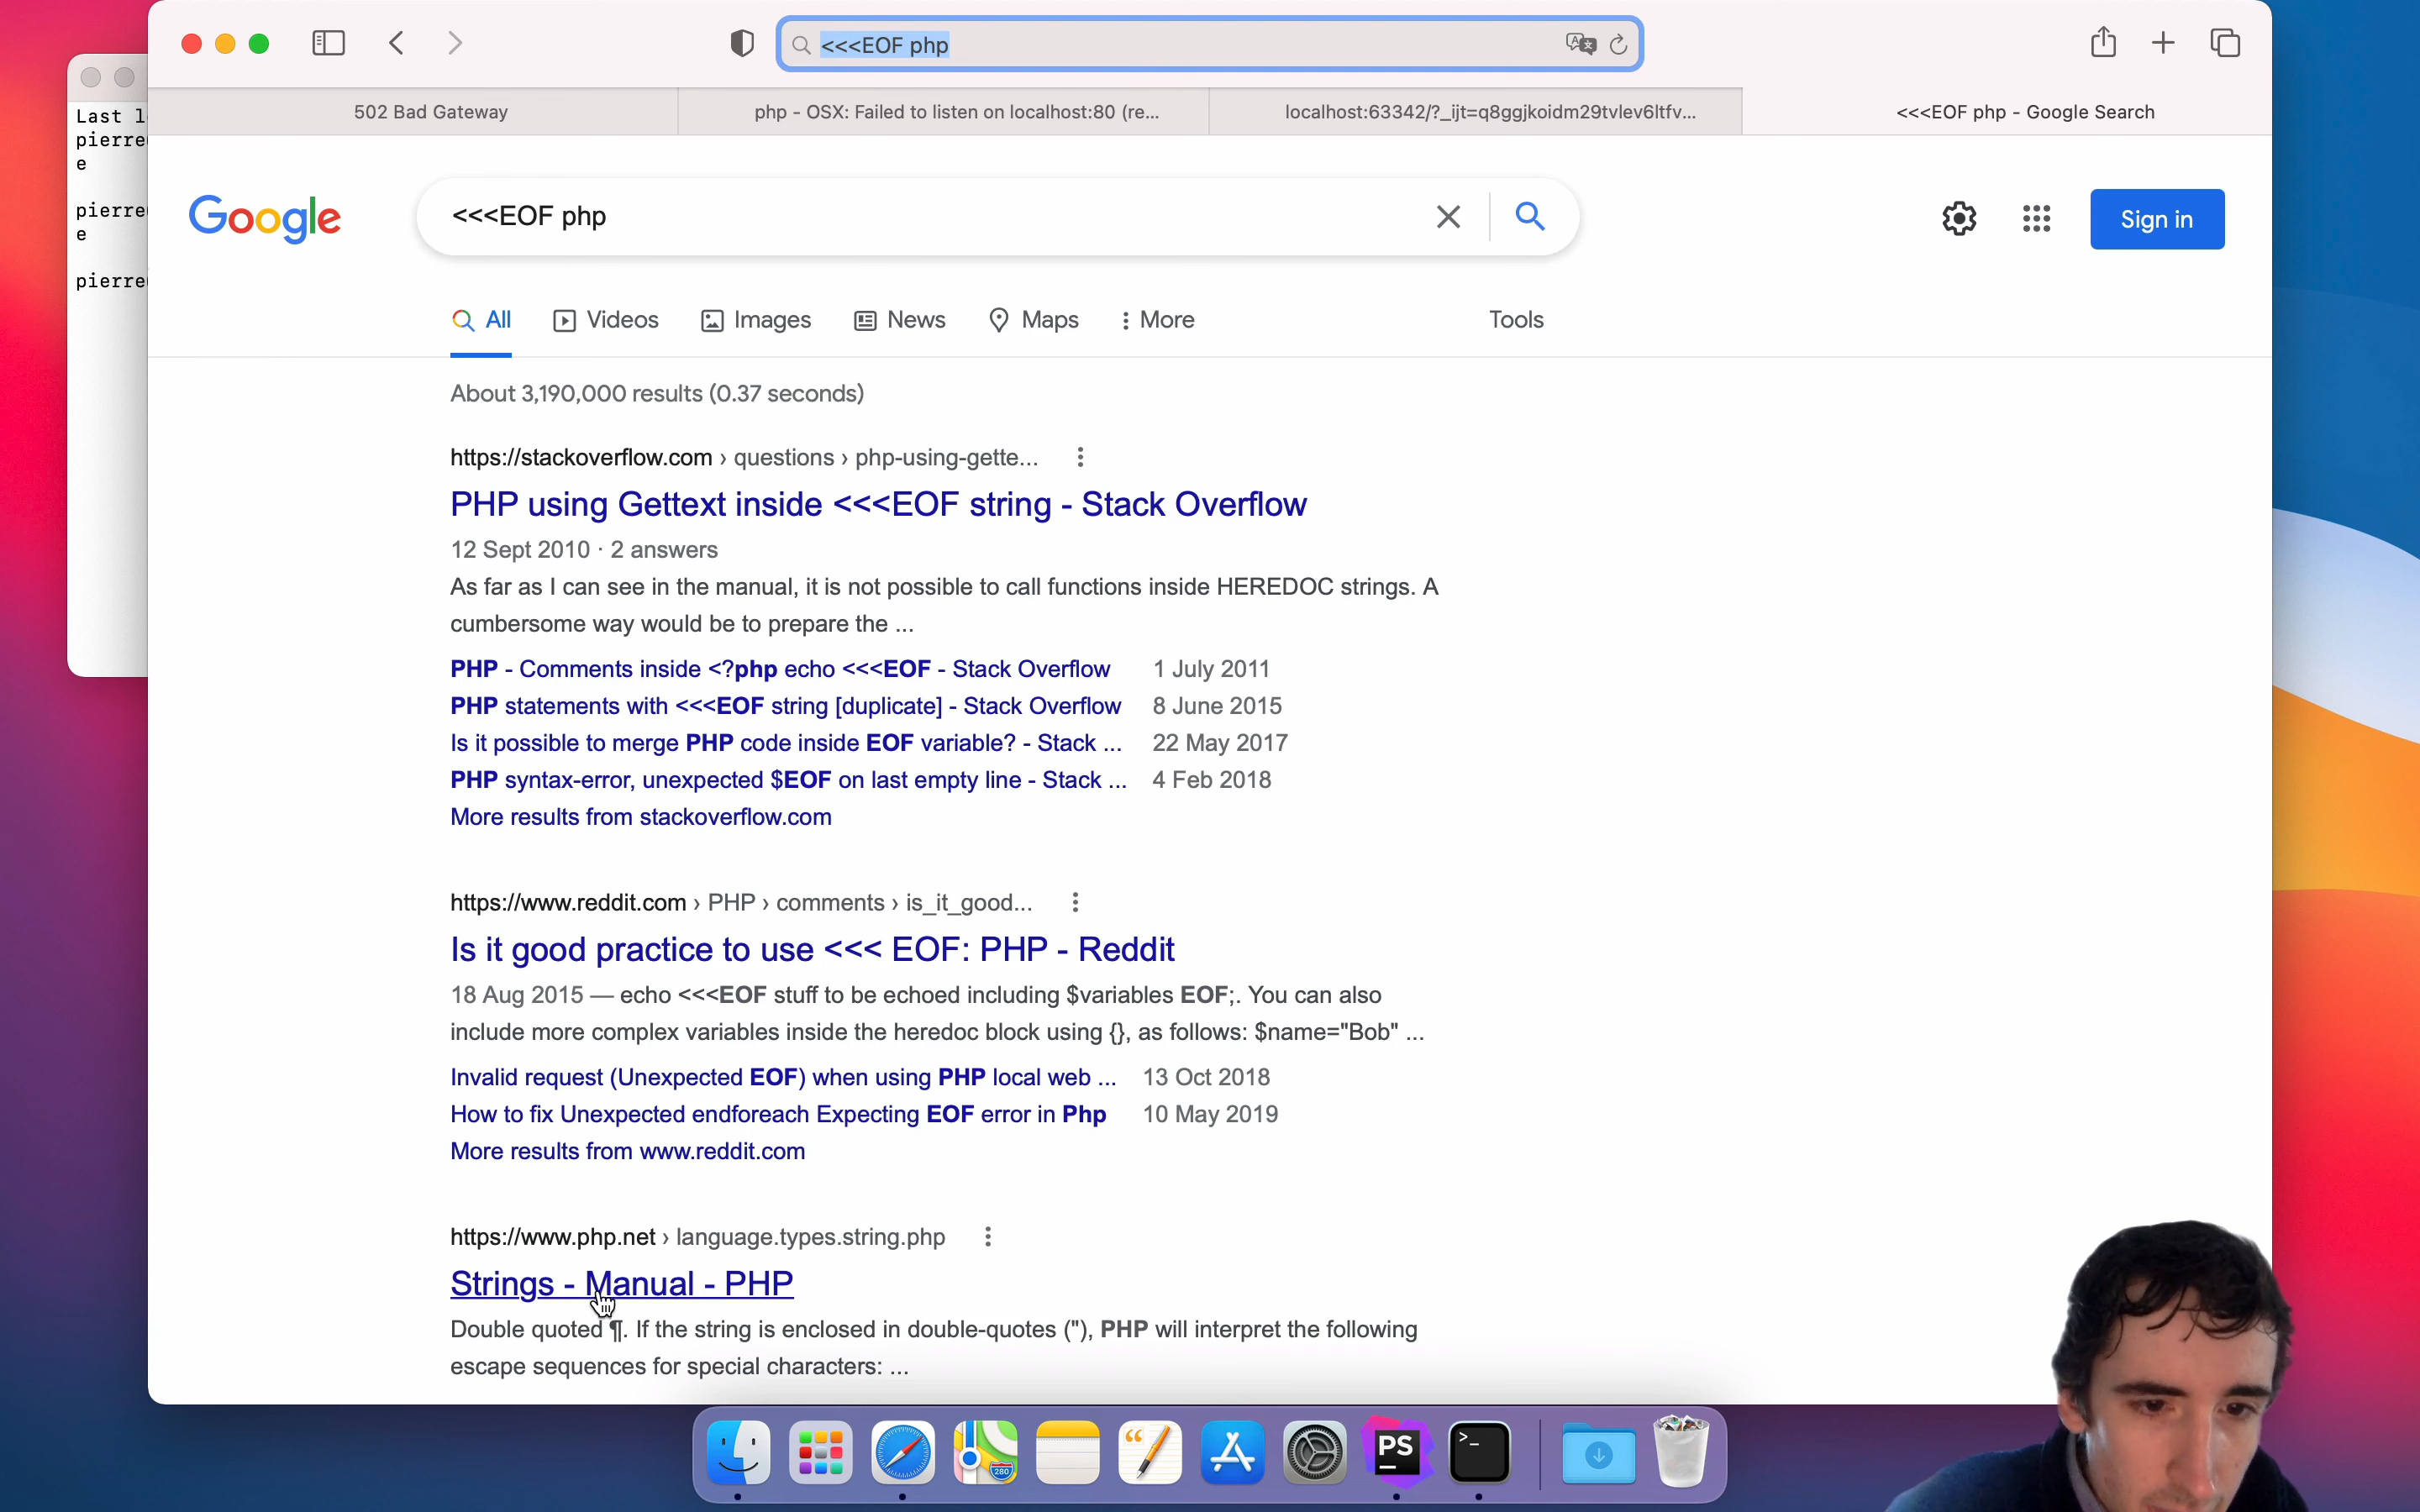 <<<EOF php
502 Bad Gateway
php - OSX: Failed to listen on localhost:80 (re...
localhost:63342/?_ijt=q8ggjkoidm29tvlev6ltfv...
<<<EOF php - Google Search
Last l
pierre
e
pierre
e
pierre
Google
<<<EOF php
Sign in
All
Videos
Images
News
Maps
More
Tools
About 3,190,000 results (0.37 seconds)
https://stackoverflow.com › questions › php-using-gette...
PHP using Gettext inside <<<EOF string - Stack Overflow
12 Sept 2010 · 2 answers
As far as I can see in the manual, it is not possible to call functions inside HEREDOC strings. A
cumbersome way would be to prepare the ...
PHP - Comments inside <?php echo <<<EOF - Stack Overflow 1 July 2011
PHP statements with <<<EOF string [duplicate] - Stack Overflow 8 June 2015
Is it possible to merge PHP code inside EOF variable? - Stack ... 22 May 2017
PHP syntax-error, unexpected $EOF on last empty line - Stack ... 4 Feb 2018
More results from stackoverflow.com
https://www.reddit.com › PHP › comments › is_it_good...
Is it good practice to use <<< EOF: PHP - Reddit
18 Aug 2015 — echo <<<EOF stuff to be echoed including $variables EOF;. You can also
include more complex variables inside the heredoc block using {}, as follows: $name="Bob" ...
Invalid request (Unexpected EOF) when using PHP local web ... 13 Oct 2018
How to fix Unexpected endforeach Expecting EOF error in Php 10 May 2019
More results from www.reddit.com
https://www.php.net › language.types.string.php
Strings - Manual - PHP
Double quoted ¶. If the string is enclosed in double-quotes ("), PHP will interpret the following
escape sequences for special characters: ...
280
PS
>_